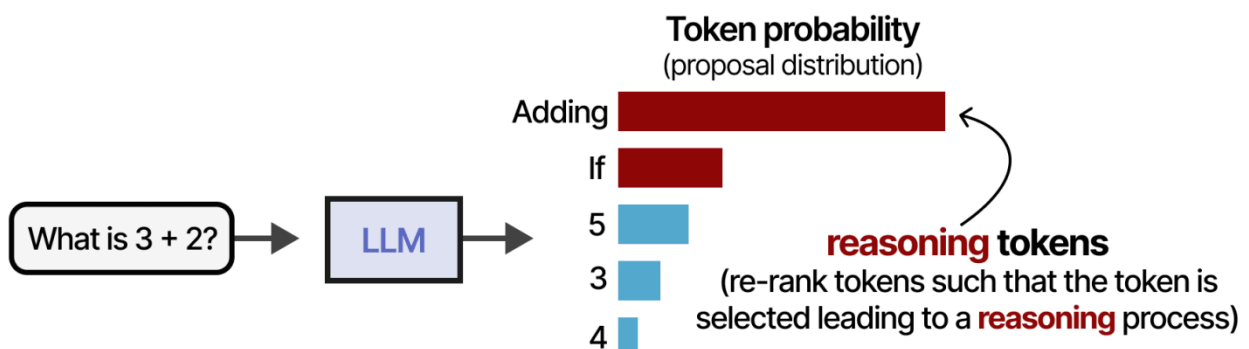 Token probability
(proposal distribution)
Adding
If
5
3
4
What is 3 + 2?
LLM
reasoning tokens
(re-rank tokens such that the token is
selected leading to a reasoning process)